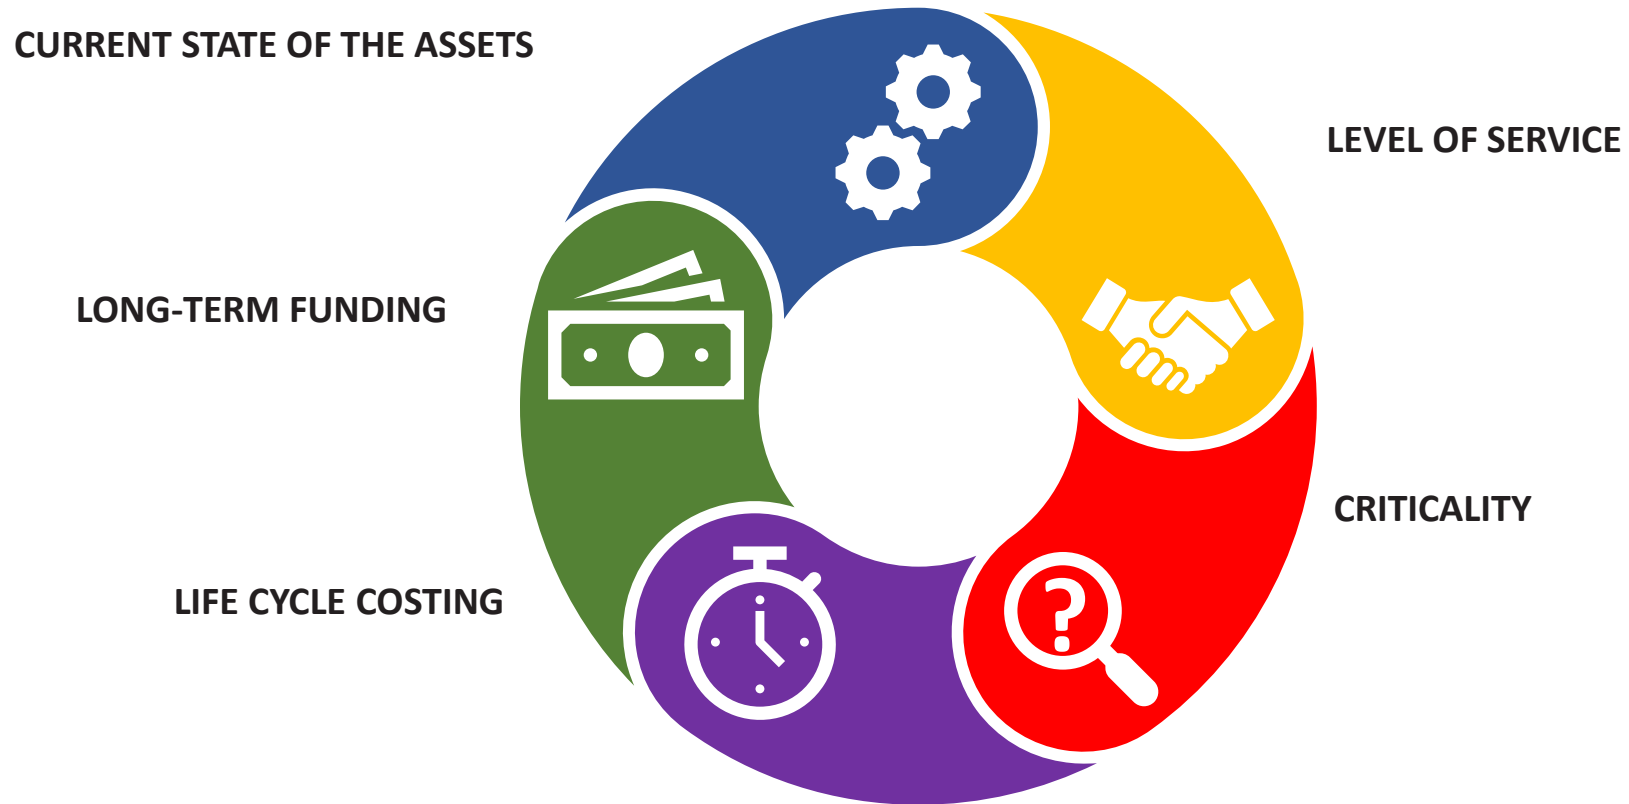 CURRENT STATE OF THE ASSETS
LEVEL OF SERVICE
LONG-TERM FUNDING
CRITICALITY
LIFE CYCLE COSTING
?